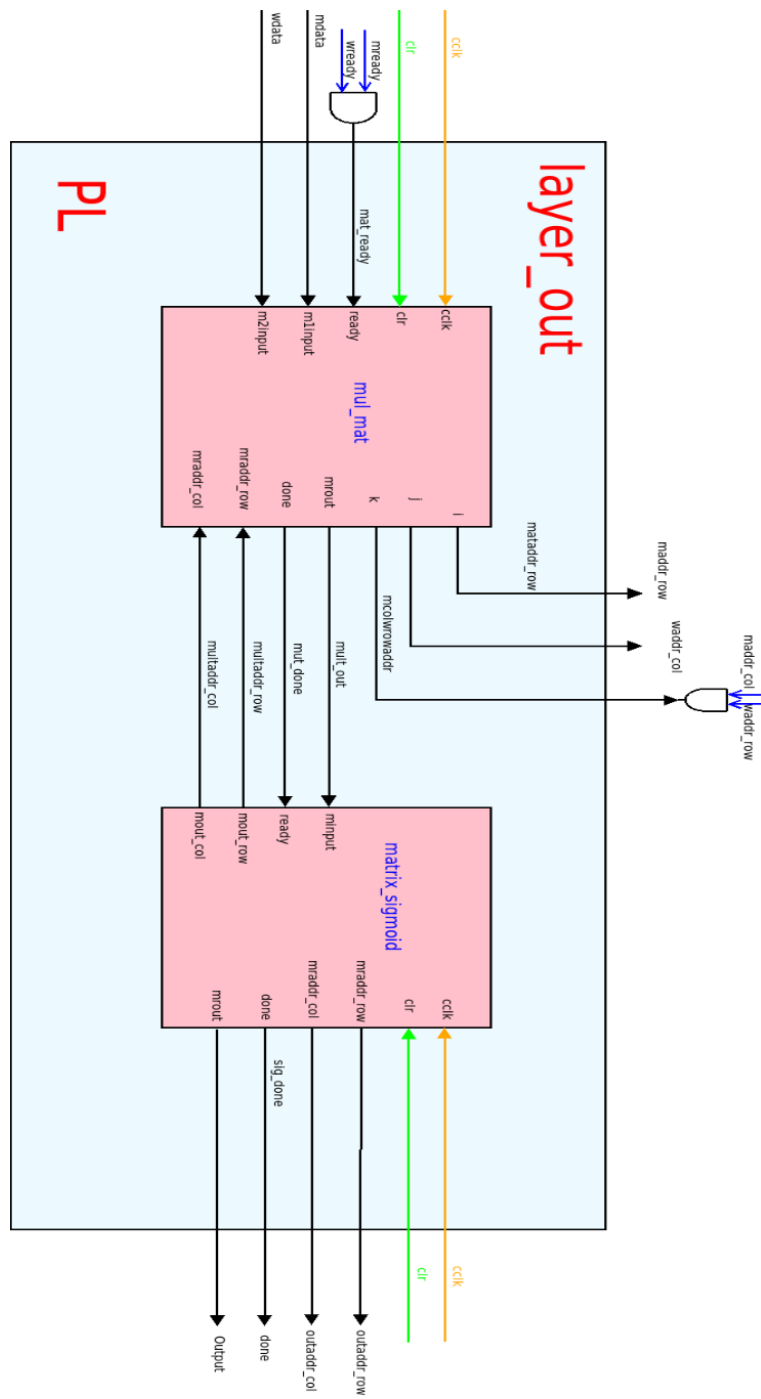 maddr_col
waddr_row
waddr_col
maddr_row
layer_out
mataddr_row
cclk
clr
mready
wready
mdata
wdata
mat_ready
PL
cclk
clr
ready
m1input
m2input
mul_mat
i
j
k
mrout
done
mraddr_row
mraddr_col
mcolwrowaddr
mult_out
mut_done
multaddr_row
multaddr_col
minput
ready
mout_row
mout_col
matrix_sigmoid
cclk
clr
mraddr_row
mraddr_col
done
mrout
sig_done
cclk
clr
outaddr_row
outaddr_col
done
Output